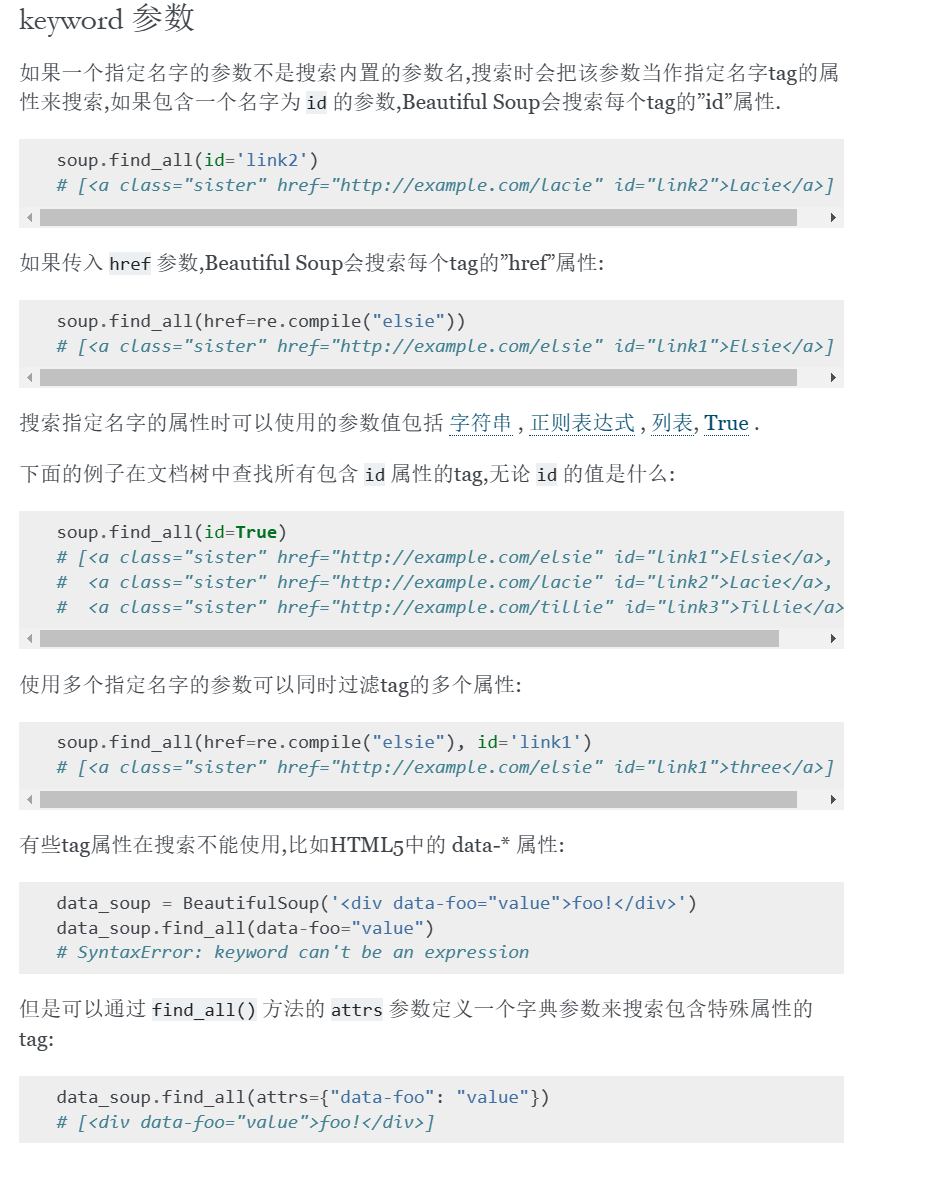 keyword 参数
如果一个指定名字的参数不是搜索内置的参数名,搜索时会把该参数当作指定名字tag的属
性来搜索,如果包含一个名字为 id 的参数,Beautiful Soup会搜索每个tag的”id”属性.
soup.find_all(id='link2')
# [<a class="sister" href="http://example.com/lacie" id="link2">Lacie</a>]
如果传入 href 参数,Beautiful Soup会搜索每个tag的”href”属性:
soup.find_all(href=re.compile("elsie"))
# [<a class="sister" href="http://example.com/elsie" id="link1">Elsie</a>]
搜索指定名字的属性时可以使用的参数值包括 字符串 , 正则表达式 , 列表, True .
下面的例子在文档树中查找所有包含 id 属性的tag,无论 id 的值是什么:
soup.find_all(id=True)
# [<a class="sister" href="http://example.com/elsie" id="link1">Elsie</a>,
#  <a class="sister" href="http://example.com/lacie" id="link2">Lacie</a>,
#  <a class="sister" href="http://example.com/tillie" id="link3">Tillie</a>
使用多个指定名字的参数可以同时过滤tag的多个属性:
soup.find_all(href=re.compile("elsie"), id='link1')
# [<a class="sister" href="http://example.com/elsie" id="link1">three</a>]
有些tag属性在搜索不能使用,比如HTML5中的 data-* 属性:
data_soup = BeautifulSoup('<div data-foo="value">foo!</div>')
data_soup.find_all(data-foo="value")
# SyntaxError: keyword can't be an expression
但是可以通过 find_all() 方法的 attrs 参数定义一个字典参数来搜索包含特殊属性的
tag:
data_soup.find_all(attrs={"data-foo": "value"})
# [<div data-foo="value">foo!</div>]